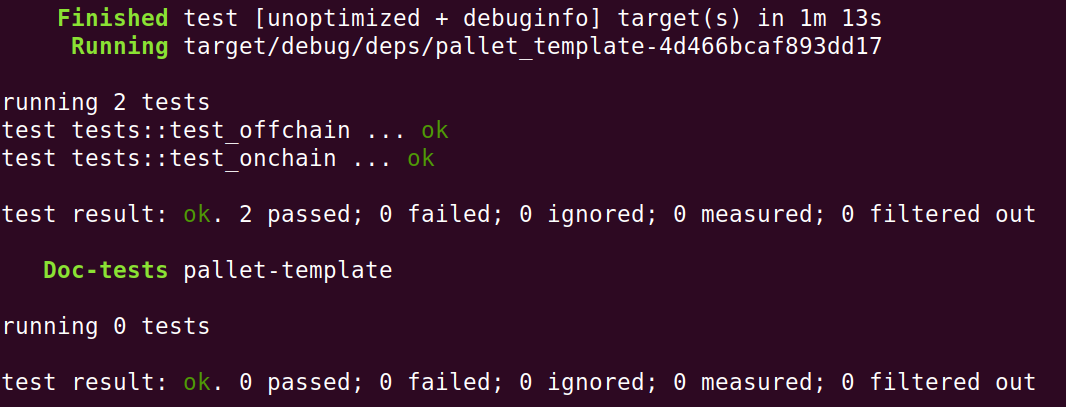 Finished test [unoptimized + debuginfo] target(s) in 1m 13s
Running target/debug/deps/pallet_template-4d466bcaf893dd17
running 2 tests
test tests::test_offchain ... ok
test tests::test_onchain ... ok
test result: ok. 2 passed; 0 failed; 0 ignored; 0 measured; 0 filtered out
Doc-tests pallet-template
running 0 tests
test result: ok. 0 passed; 0 failed; 0 ignored; 0 measured; 0 filtered out